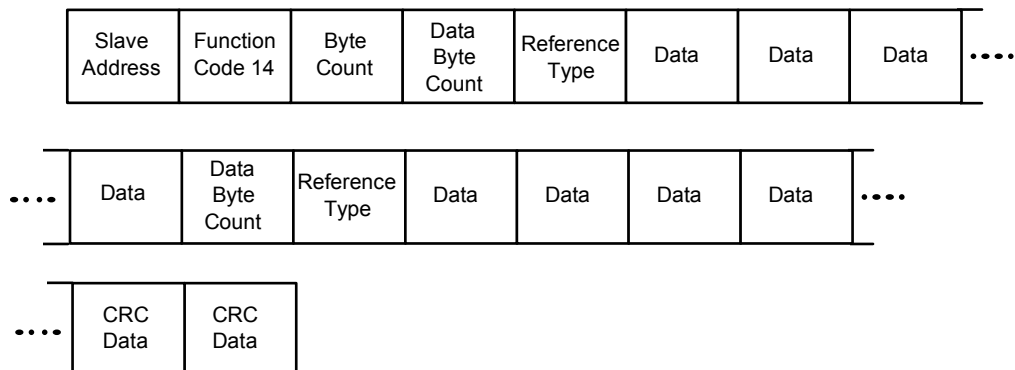 Slave Address
Function Code 14
Byte Count
Data Byte Count
Reference Type
Data
Data
Data
Data
Data Byte Count
Reference Type
Data
Data
Data
Data
CRC Data
CRC Data